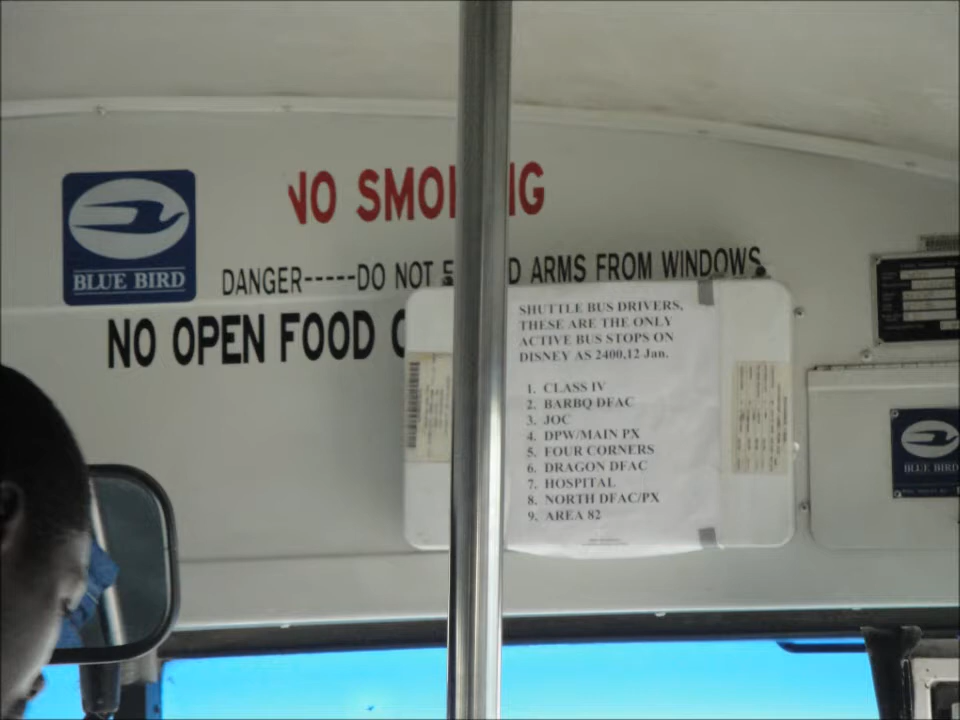 NO SMOKING
BLUE BIRD
DANGER-----DO NOT EXTEND ARMS FROM WINDOWS
NO OPEN FOOD
SHUTTLE BUS DRIVERS,
THESE ARE THE ONLY
ACTIVE BUS STOPS ON
DISNEY AS 2400,12 Jan.
1. CLASS IV
2. BARBQ DFAC
3. JOC
4. DPW/MAIN PX
5. FOUR CORNERS
6. DRAGON DFAC
7. HOSPITAL
8. NORTH DFAC/PX
9. AREA 82
BLUE BIRD